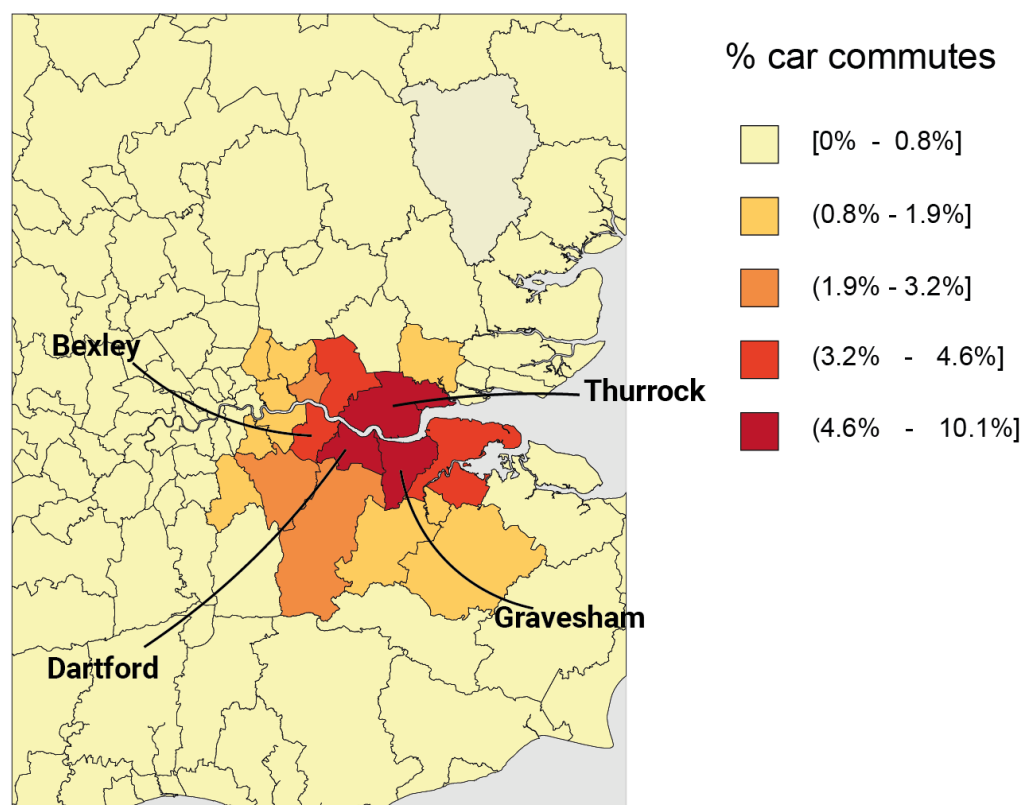 % car commutes
[0% - 0.8%]
(0.8% - 1.9%]
(1.9% - 3.2%]
(3.2% - 4.6%]
(4.6% - 10.1%]
Bexley
Thurrock
Gravesham
Dartford